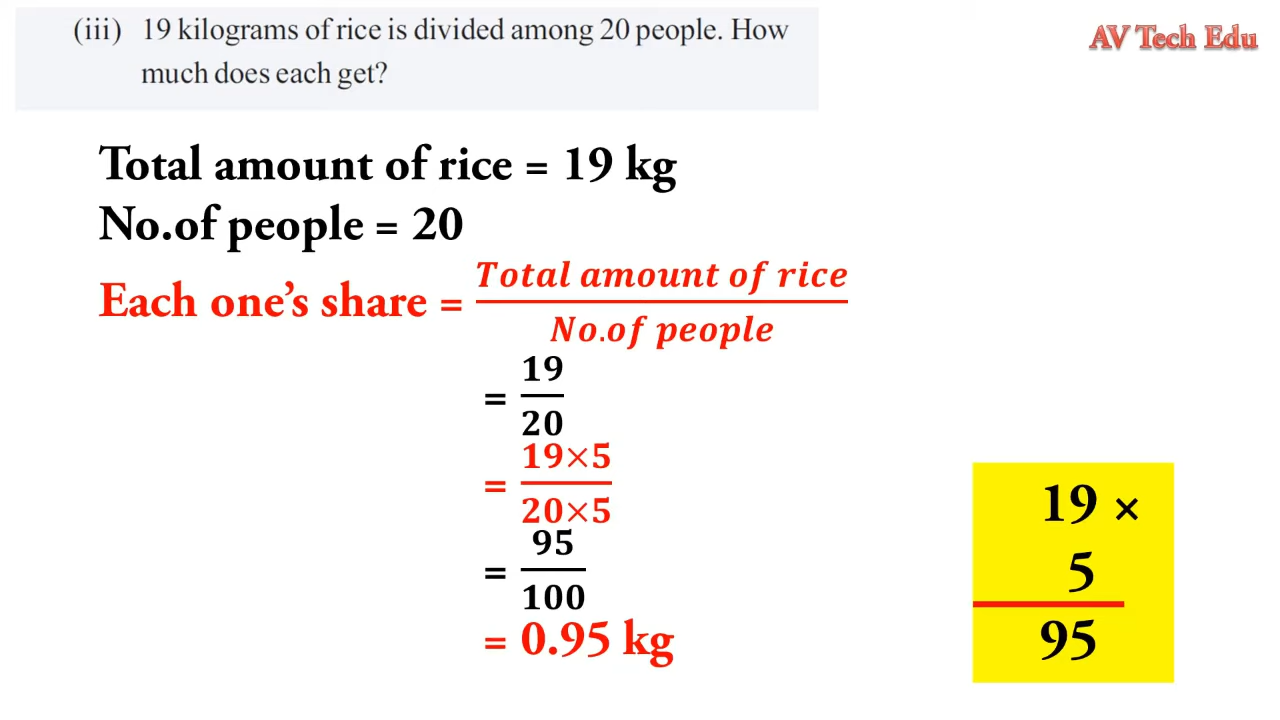 (iii) 19 kilograms of rice is divided among 20 people. How
much does each get?
AV Tech Edu
Total amount of rice = 19 kg
No.of people = 20
Each one’s share = Total amount of rice / No.of people
= 19 / 20
= 19×5 / 20×5
= 95 / 100
= 0.95 kg
19 ×
5
95